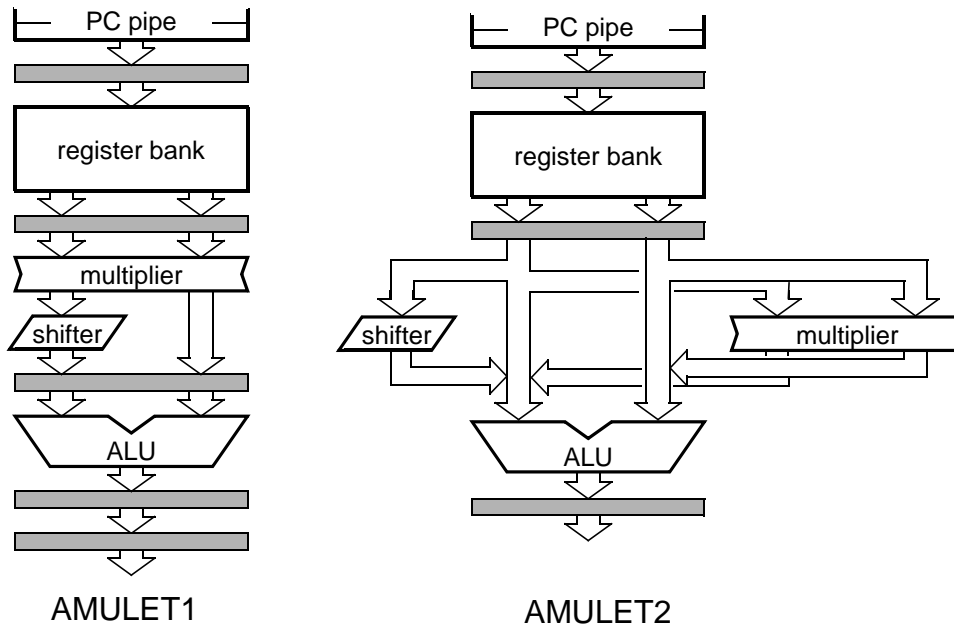 PC pipe
register bank
multiplier
shifter
ALU
AMULET1
PC pipe
register bank
shifter
multiplier
ALU
AMULET2